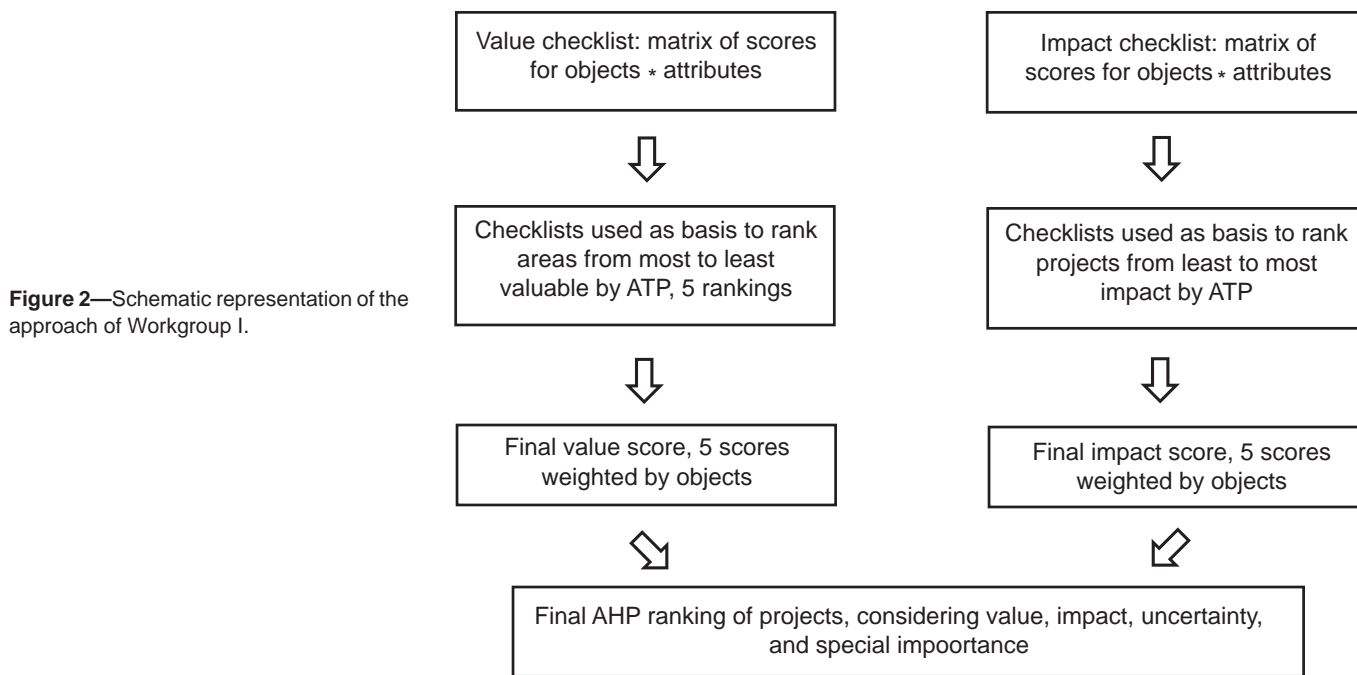 Value checklist: matrix of scores
for objects * attributes
Impact checklist: matrix of
scores for objects * attributes
Checklists used as basis to rank
areas from most to least
valuable by ATP, 5 rankings
Checklists used as basis to rank
projects from least to most
impact by ATP
Figure 2—Schematic representation of the
approach of Workgroup I.
Final value score, 5 scores
weighted by objects
Final impact score, 5 scores
weighted by objects
Final AHP ranking of projects, considering value, impact, uncertainty,
and special impoortance